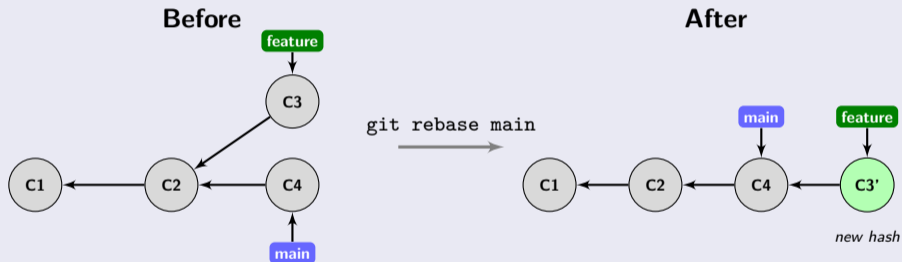 Before
feature
C3
C1
C2
C4
main
git rebase main
After
main
feature
C1
C2
C4
C3'
new hash